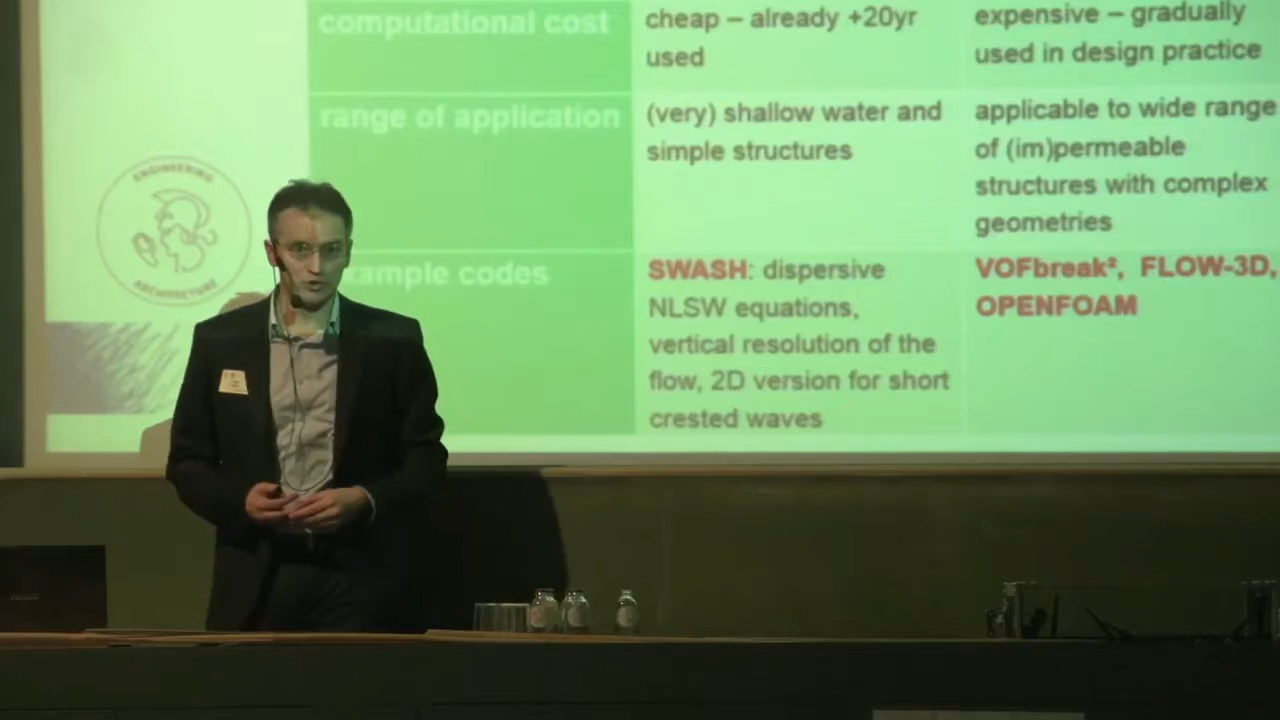 computational cost
cheap – already +20yr
used
expensive – gradually
used in design practice
range of application
(very) shallow water and
simple structures
applicable to wide range
of (im)permeable
structures with complex
geometries
example codes
SWASH: dispersive
NLSW equations,
vertical resolution of the
flow, 2D version for short
crested waves
VOFbreak², FLOW-3D,
OPENFOAM
ENGINEERING
ARCHITECTURE